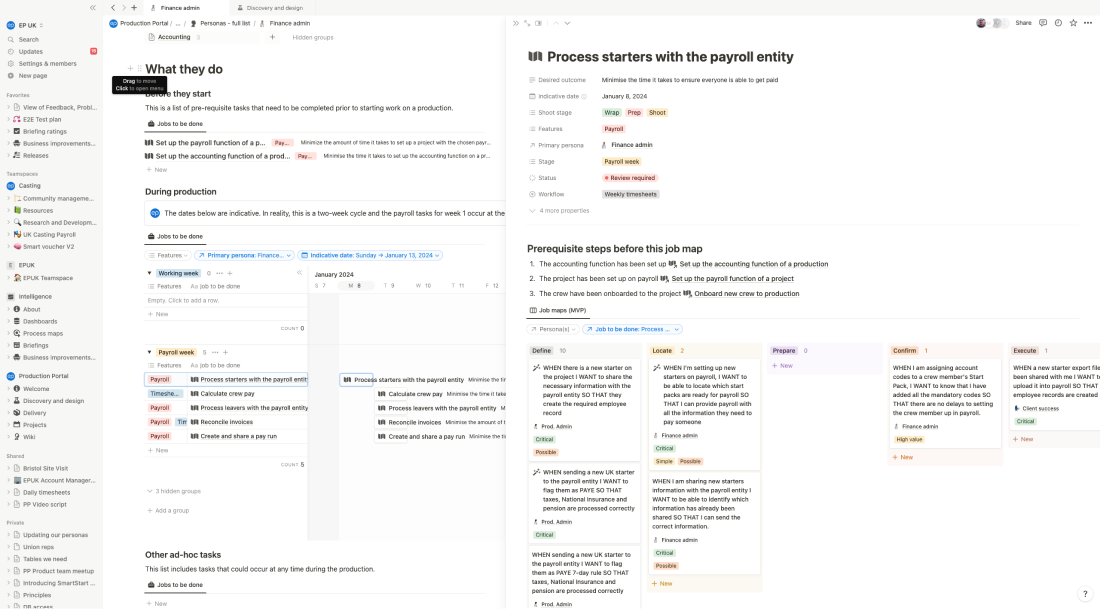 Finance admin
Design and discovery
EP UK
Search
Updates
Settings & members
New page
Favorites
View of Feedback, Probl...
E2E Test plan
Briefing ratings
Business improvements...
Releases
Teamspaces
Casting
Community manageme...
Resources
Research and Developm...
UK Casting Payroll
Smart voucher V2
EPUK
EPUK Teamspace
Intelligence
About
Dashboards
Process maps
Briefings
Business improvements...
Production Portal
Welcome
Discovery and design
Delivery
Projects
Wiki
Shared
Bristol Site Visit
EPUK Account Manager...
Daily timesheets
PP Video script
Private
Updating our personas
Union reps
Tables we need
PP Product team meetup
Introducing SmartStart ...
Principles
Production Portal / ... / Personas - full list / Finance admin
Accounting 3 + Hidden groups
What they do
Drag to move
Click to open menu
Before they start
This is a list of pre-requisite tasks that need to be completed prior to starting work on a production.
Jobs to be done
Set up the payroll function of a p... Pay... Minimize the amount of time it takes to set up a project with the chosen payr...
Set up the accounting function of a prod... Pay... Minimise the time it takes to set up the accounting function on a pr...
+ New
During production
The dates below are indicative. In reality, this is a two-week cycle and the payroll tasks for week 1 occur at the
Jobs to be done
Features Primary persona: Finance... Indicative date: Sunday → January 13, 2024
Working week 0 ... +
January 2024
S 7 M 8 T 9 W 10 T 11 F 12
Features Aa job to be done
Empty. Click to add a row.
+ New
COUNT 0
Payroll week 5 ... +
Features Aa job to be done
Payroll Process starters with the payroll entit
Process starters with the payroll entity Minimise the tim
Timeshe... Calculate crew pay
Calculate crew pay Minimise the time it take
Payroll Process leavers with the payroll entity
Process leavers with the payroll entity Minimise
Payroll Tim Reconcile invoices
Reconcile invoices Minimise the amount of t
Payroll Create and share a pay run
Create and share a pay run Minimise the tim
+ New
COUNT 5
3 hidden groups
+ Add a group
Other ad-hoc tasks
This list includes tasks that could occur at any time during the production.
Jobs to be done
+ New
Share
Process starters with the payroll entity
Desired outcome Minimise the time it takes to ensure everyone is able to get paid
Indicative date January 8, 2024
Shoot stage Wrap Prep Shoot
Features Payroll
Primary persona Finance admin
Stage Payroll week
Status Review required
Workflow Weekly timesheets
4 more properties
Prerequisite steps before this job map
1. The accounting function has been set up Set up the accounting function of a production
2. The project has been set up on payroll Set up the payroll function of a project
3. The crew have been onboarded to the project Onboard new crew to production
Job maps (MVP)
Persona(s) Job to be done: Process ...
Define 10
WHEN there is a new starter on
the project I WANT to share the
necessary information with the
payroll entity SO THAT they
create the required employee
record
Prod. Admin
Critical
Possible
WHEN sending a new UK starter
to the payroll entity I WANT to
flag them as PAYE SO THAT
taxes, National Insurance and
pension are processed correctly
Prod. Admin
Critical
WHEN sending a new UK starter to
the payroll entity I WANT to flag
them as PAYE 7-day rule SO THAT
taxes, National Insurance and
pension are processed correctly
Prod. Admin
Locate 2
WHEN I'm setting up new
starters on payroll, I WANT to
be able to locate which start
packs are ready for payroll SO
THAT I can provide payroll with
all the information they need to
pay someone
Finance admin
Critical
Simple Possible
WHEN I am sharing new starters
information with the payroll entity I
WANT to be able to identify which
information has already been
shared SO THAT I can send the
correct information.
Finance admin
Critical
Possible
+ New
Prepare 0
+ New
Confirm 1
WHEN I am assigning account
codes to a crew member's Start
Pack, I WANT to know that I have
added all the mandatory codes SO
THAT there are no delays to setting
the crew member up in payroll.
Finance admin
High value
+ New
Execute 1
WHEN a new starter export file
been shared with me I WANT to
upload it into payroll SO THAT
employee records are created
Client success
Critical
+ New
?